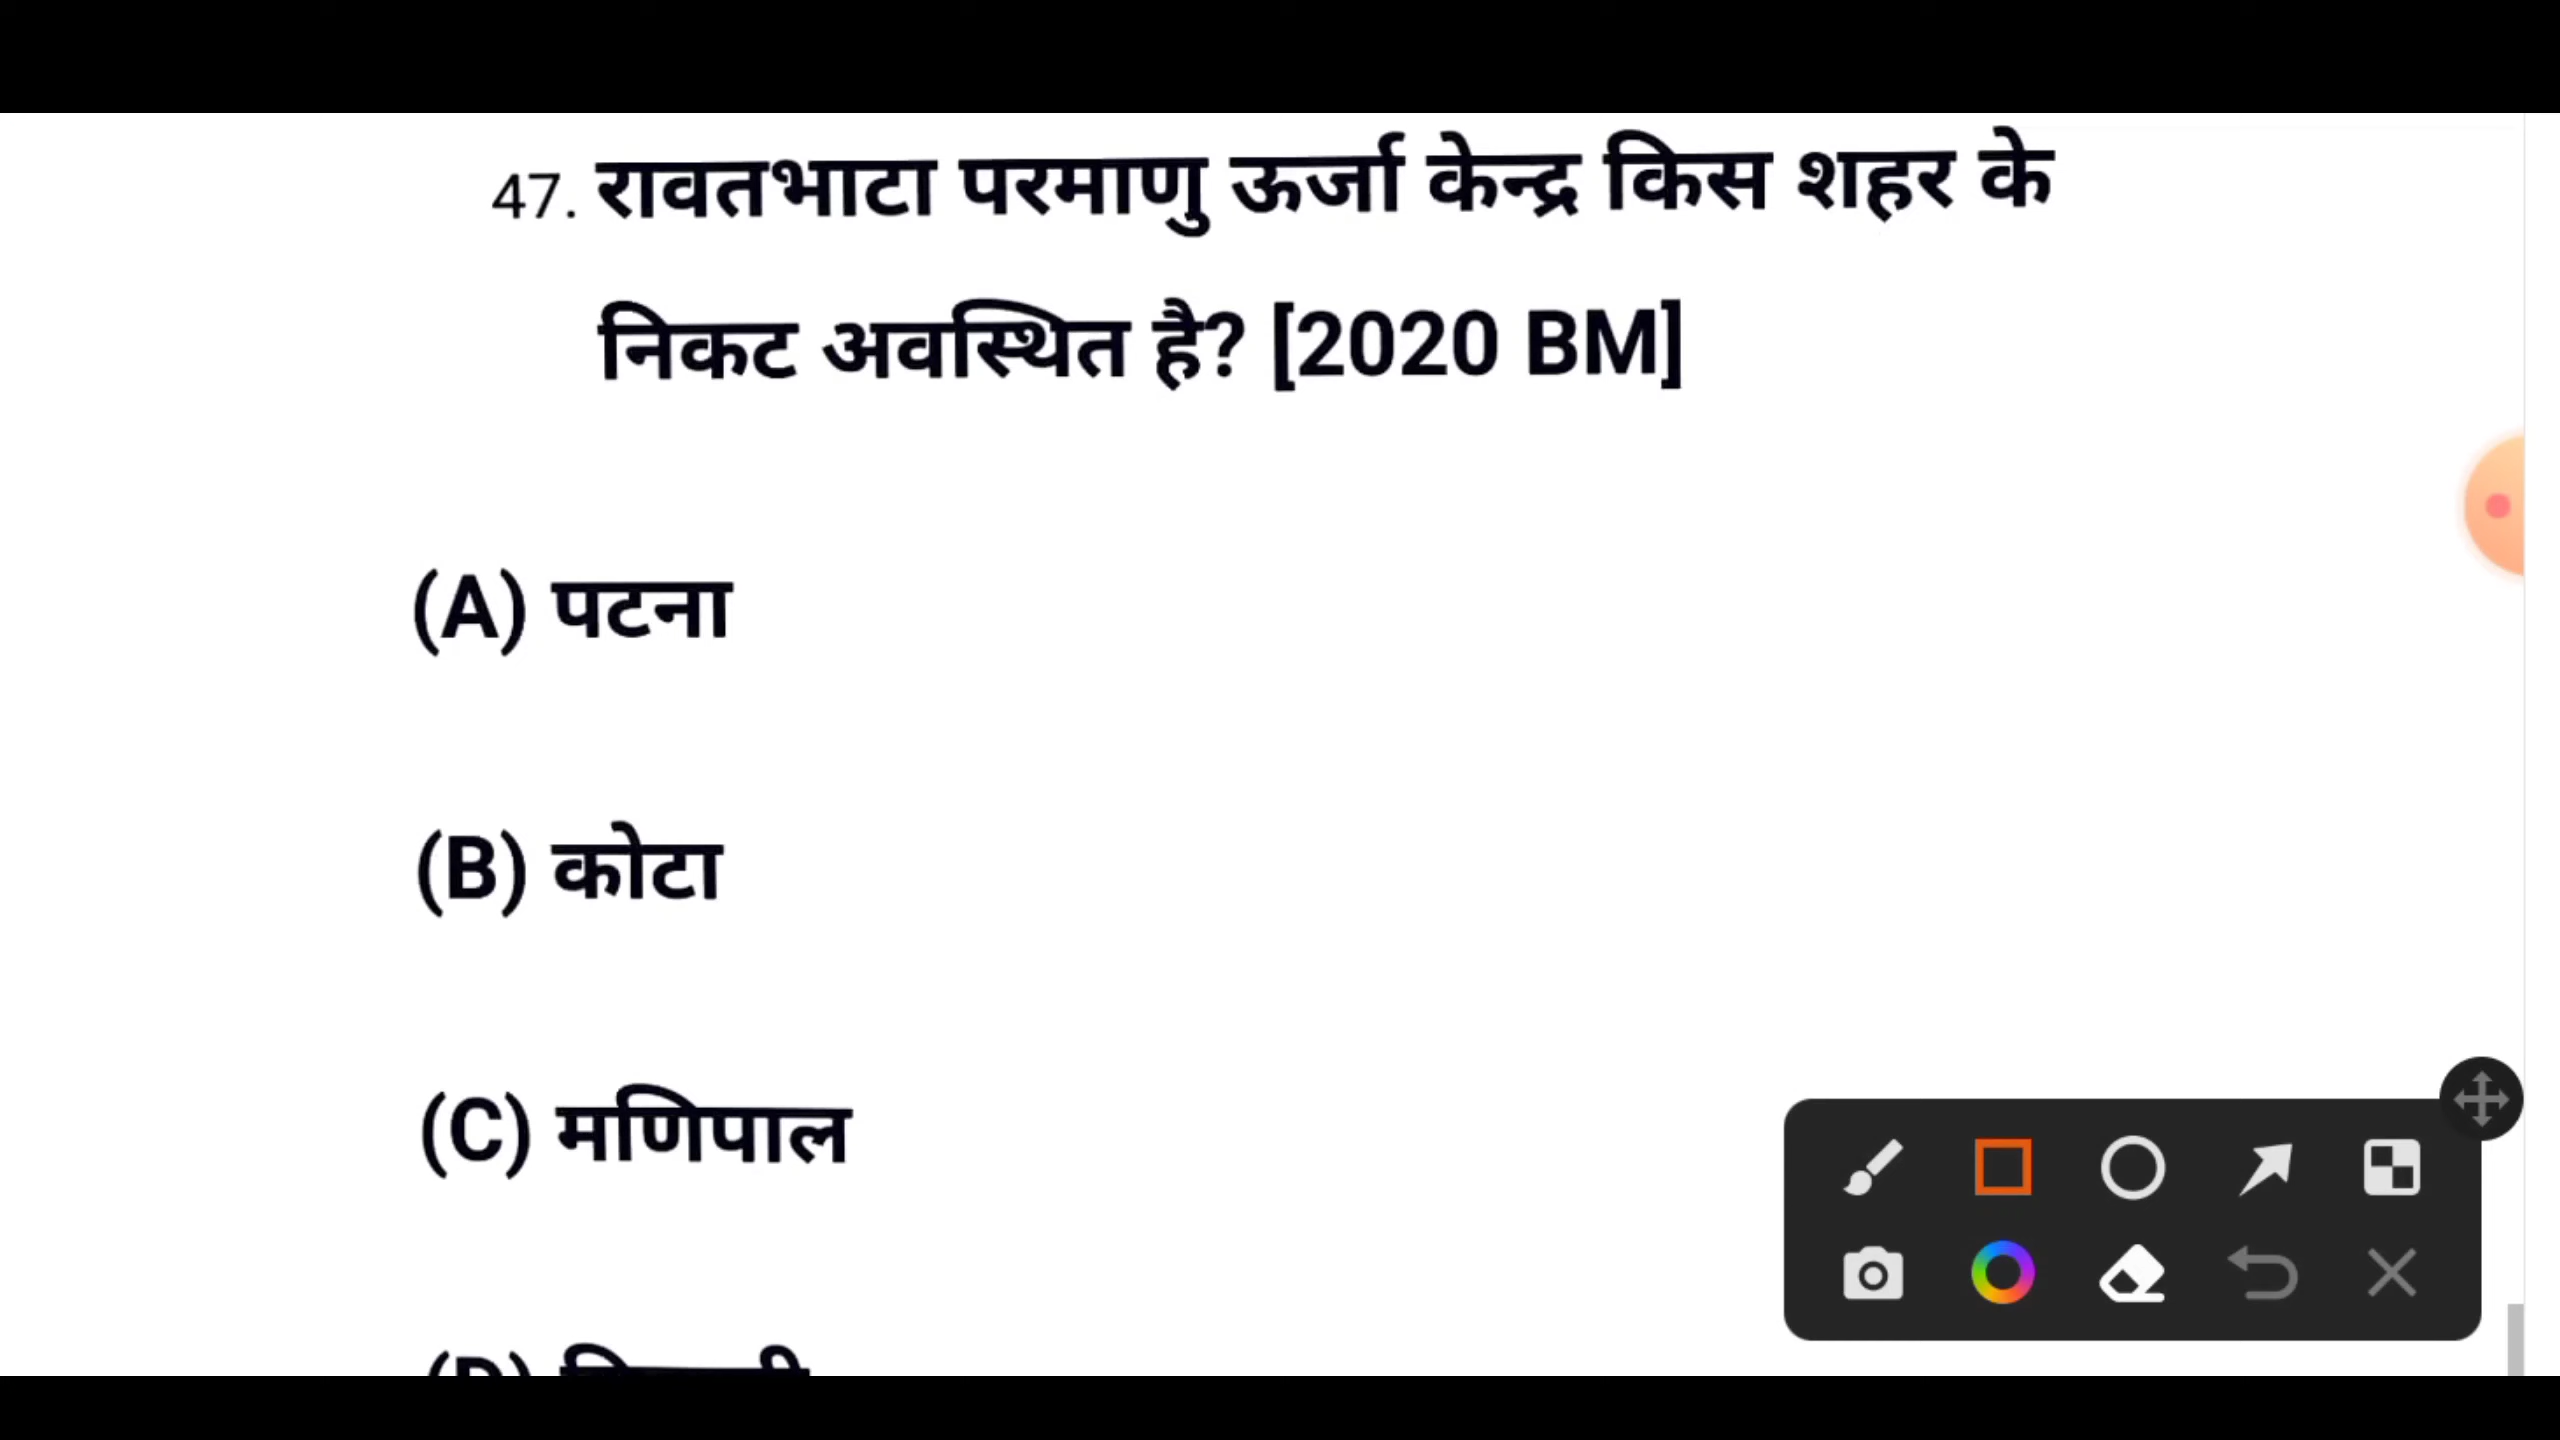 47. रावतभाटा परमाणु ऊर्जा केन्द्र किस शहर के
निकट अवस्थित है? [2020 BM]
(A) पटना
(B) कोटा
(C) मणिपाल